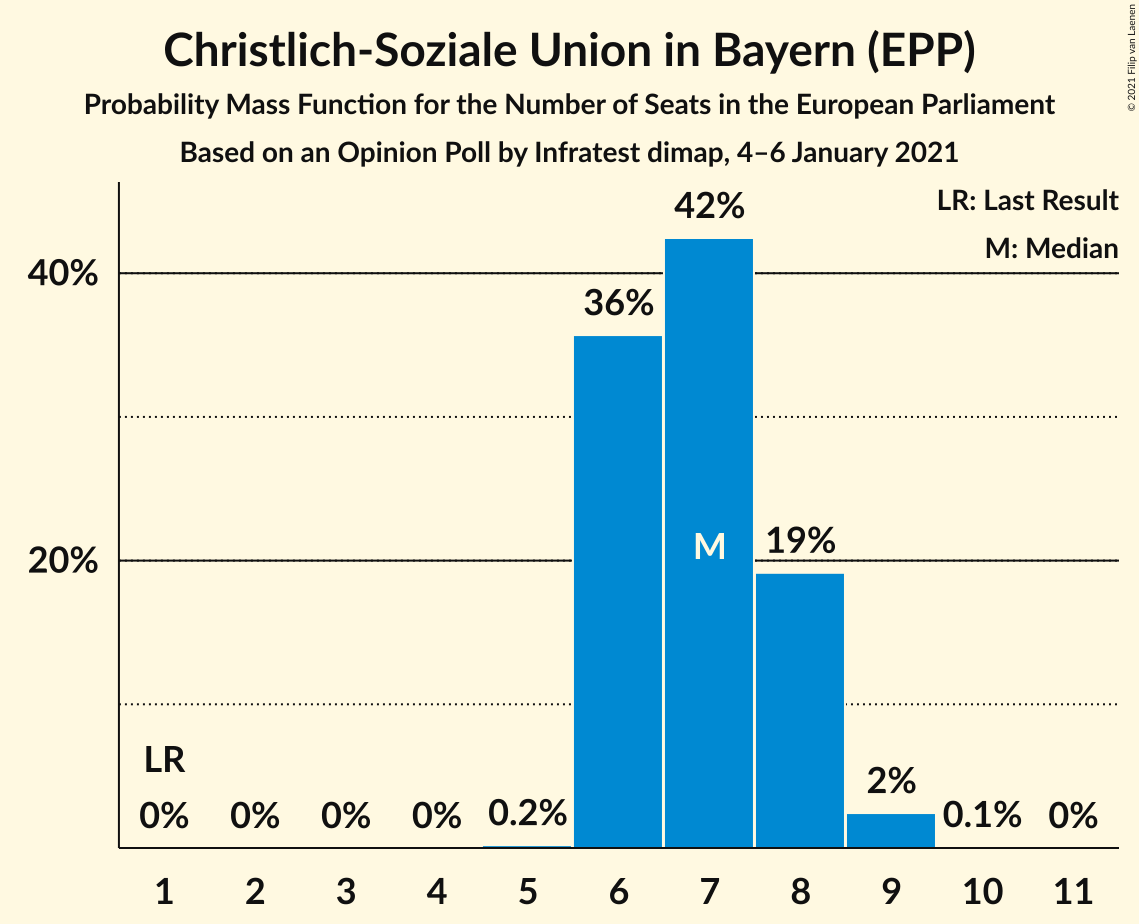 Christlich-Soziale Union in Bayern (EPP)
Probability Mass Function for the Number of Seats in the European Parliament
Based on an Opinion Poll by Infratest dimap, 4–6 January 2021
© 2021 Filip van Laenen
LR: Last Result
M: Median
42%
40%
36%
20%
19%
M
LR
2%
0% 0% 0% 0% 0.2% 0.1% 0%
1 2 3 4 5 6 7 8 9 10 11